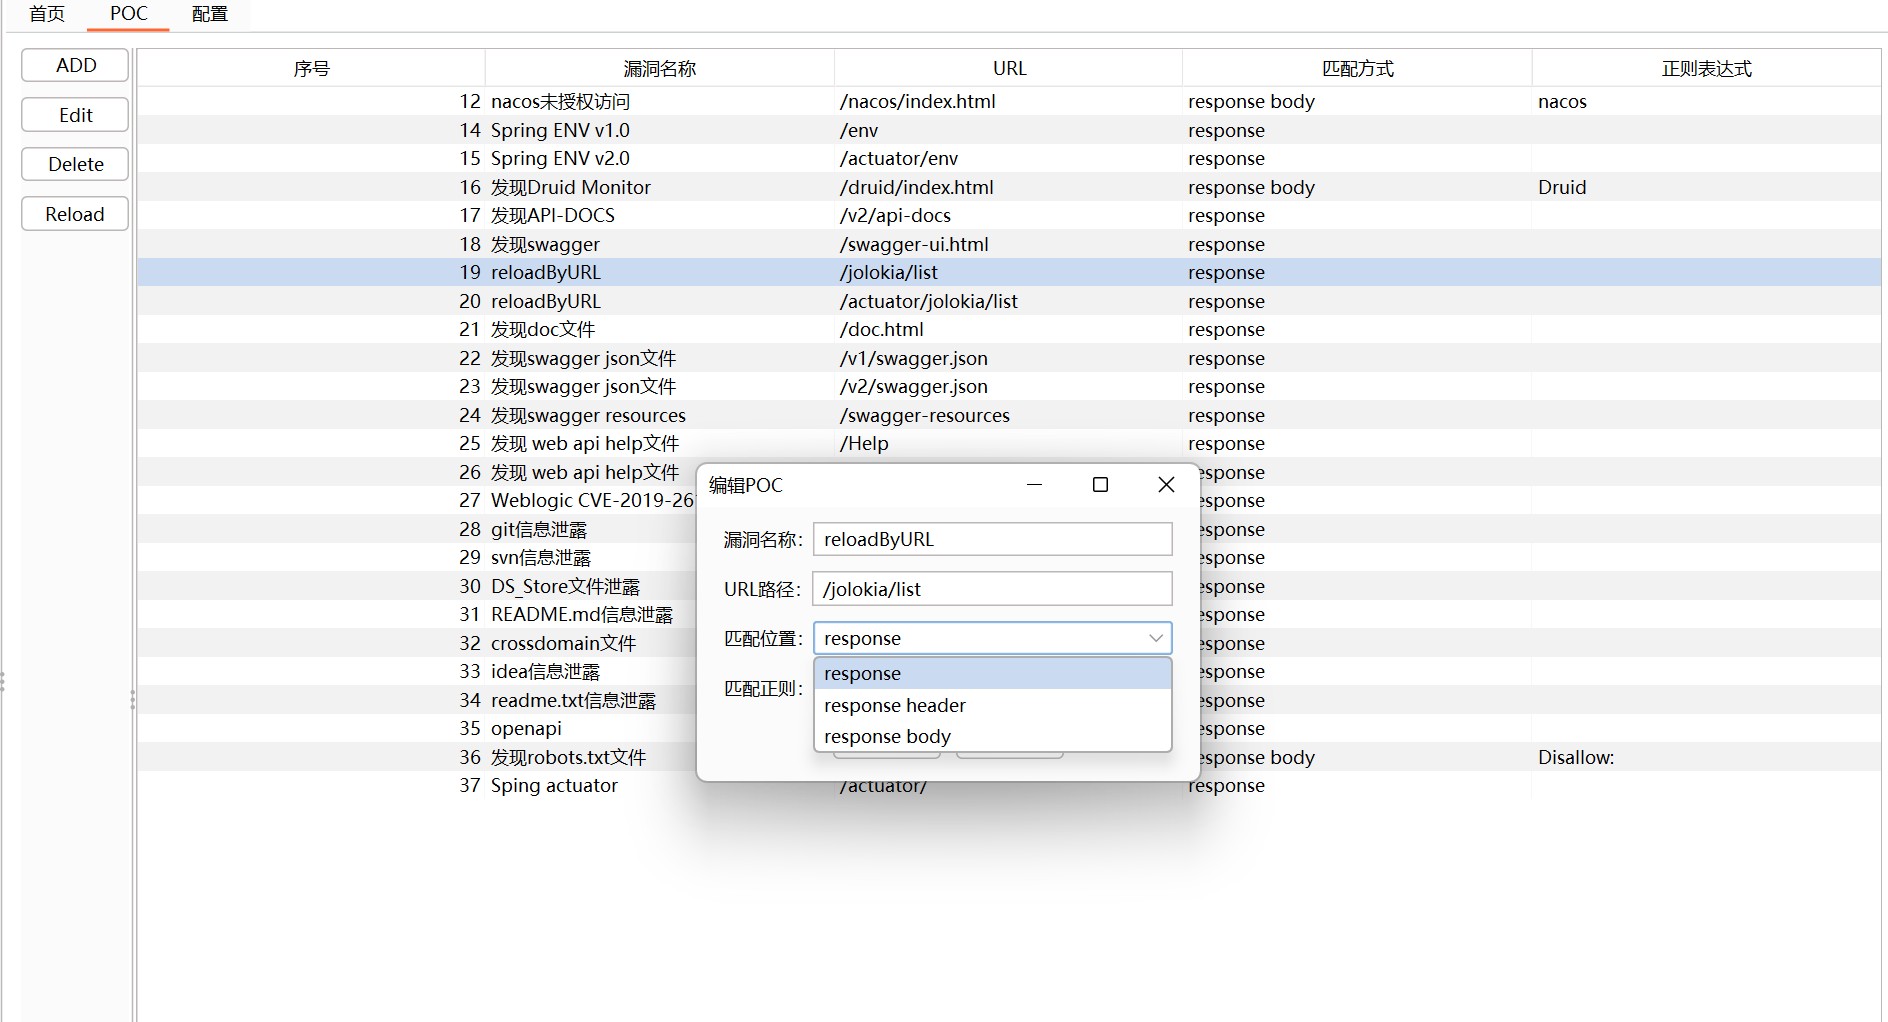 首页 POC 配置
ADD
Edit
Delete
Reload
序号 漏洞名称 URL 匹配方式 正则表达式
12 nacos未授权访问 /nacos/index.html response body nacos
14 Spring ENV v1.0 /env response
15 Spring ENV v2.0 /actuator/env response
16 发现Druid Monitor /druid/index.html response body Druid
17 发现API-DOCS /v2/api-docs response
18 发现swagger /swagger-ui.html response
19 reloadByURL /jolokia/list response
20 reloadByURL /actuator/jolokia/list response
21 发现doc文件 /doc.html response
22 发现swagger json文件 /v1/swagger.json response
23 发现swagger json文件 /v2/swagger.json response
24 发现swagger resources /swagger-resources response
25 发现 web api help文件 /Help response
26 发现 web api help文件 esponse
27 Weblogic CVE-2019-26 esponse
28 git信息泄露 esponse
29 svn信息泄露 esponse
30 DS_Store文件泄露 esponse
31 README.md信息泄露 esponse
32 crossdomain文件 esponse
33 idea信息泄露 esponse
34 readme.txt信息泄露 esponse
35 openapi esponse
36 发现robots.txt文件 esponse body Disallow:
37 Sping actuator /actuator/ response
编辑POC
漏洞名称： reloadByURL
URL路径： /jolokia/list
匹配位置： response
匹配正则：
response
response header
response body